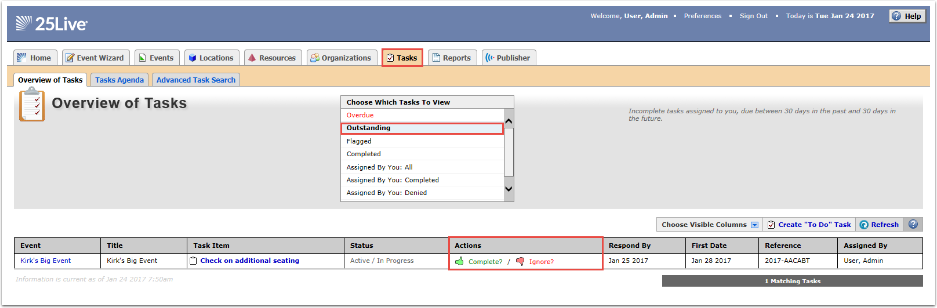 25Live
Welcome, User, Admin • Preferences • Sign Out • Today is Tue Jan 24 2017
? Help
Home Event Wizard Events Locations Resources Organizations Tasks Reports Publisher
Overview of Tasks Tasks Agenda Advanced Task Search
Overview of Tasks
Choose Which Tasks To View
Overdue
Outstanding
Flagged
Completed
Assigned By You: All
Assigned By You: Completed
Assigned By You: Denied
Incomplete tasks assigned to you, due between 30 days in the past and 30 days in
the future.
Choose Visible Columns Create "To Do" Task Refresh ?
Event Title Task Item Status Actions Respond By First Date Reference Assigned By
Kirk's Big Event Kirk's Big Event Check on additional seating Active / In Progress Complete? / Ignore? Jan 25 2017 Jan 28 2017 2017-AACABT User, Admin
Information is current as of Jan 24 2017 7:50am
1 Matching Tasks